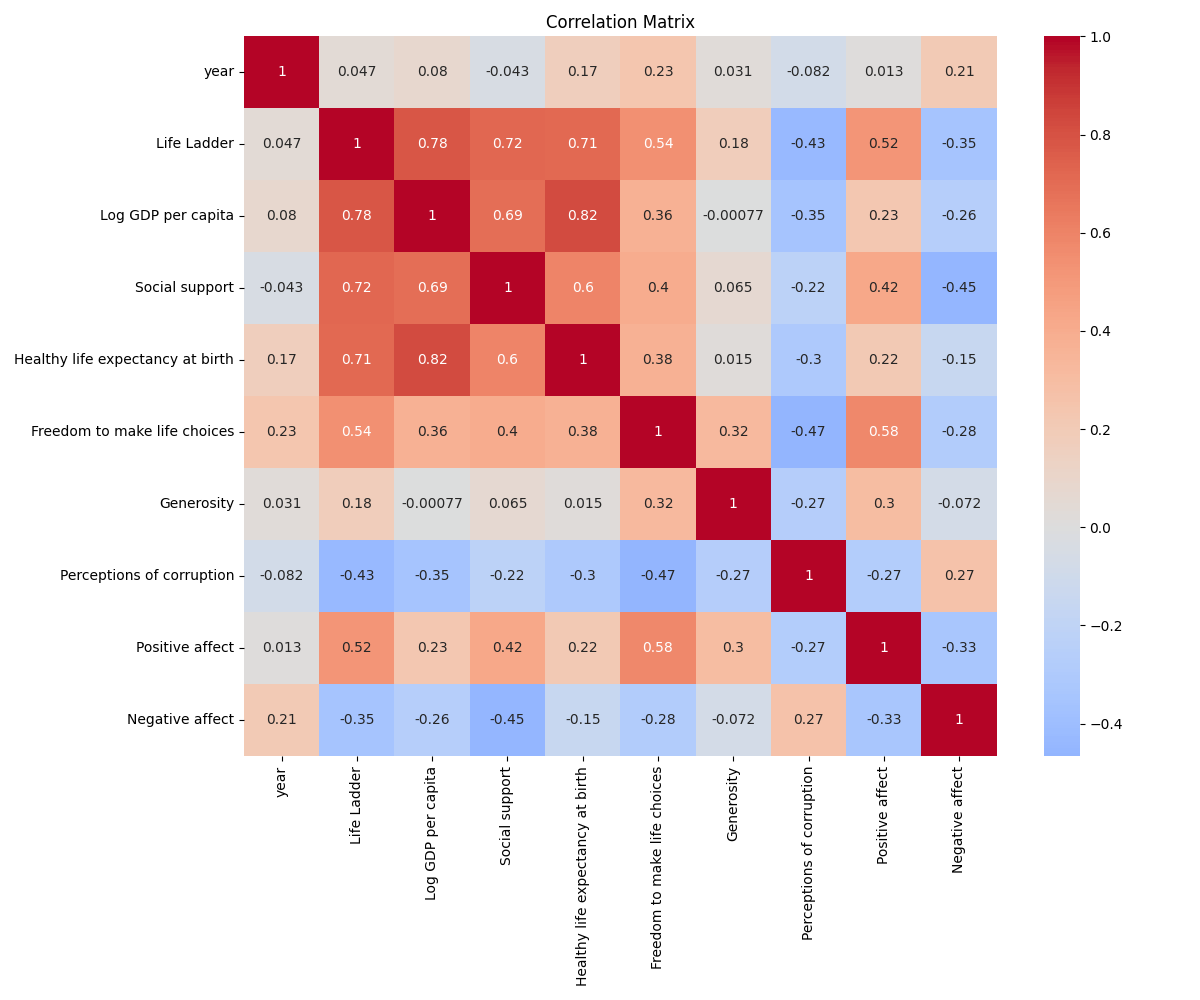 Correlation Matrix
year 1 0.047 0.08 -0.043 0.17 0.23 0.031 -0.082 0.013 0.21
Life Ladder 0.047 1 0.78 0.72 0.71 0.54 0.18 -0.43 0.52 -0.35
Log GDP per capita 0.08 0.78 1 0.69 0.82 0.36 -0.00077 -0.35 0.23 -0.26
Social support -0.043 0.72 0.69 1 0.6 0.4 0.065 -0.22 0.42 -0.45
Healthy life expectancy at birth 0.17 0.71 0.82 0.6 1 0.38 0.015 -0.3 0.22 -0.15
Freedom to make life choices 0.23 0.54 0.36 0.4 0.38 1 0.32 -0.47 0.58 -0.28
Generosity 0.031 0.18 -0.00077 0.065 0.015 0.32 1 -0.27 0.3 -0.072
Perceptions of corruption -0.082 -0.43 -0.35 -0.22 -0.3 -0.47 -0.27 1 -0.27 0.27
Positive affect 0.013 0.52 0.23 0.42 0.22 0.58 0.3 -0.27 1 -0.33
Negative affect 0.21 -0.35 -0.26 -0.45 -0.15 -0.28 -0.072 0.27 -0.33 1
year
Life Ladder
Log GDP per capita
Social support
Healthy life expectancy at birth
Freedom to make life choices
Generosity
Perceptions of corruption
Positive affect
Negative affect
1.0
0.8
0.6
0.4
0.2
0.0
−0.2
−0.4